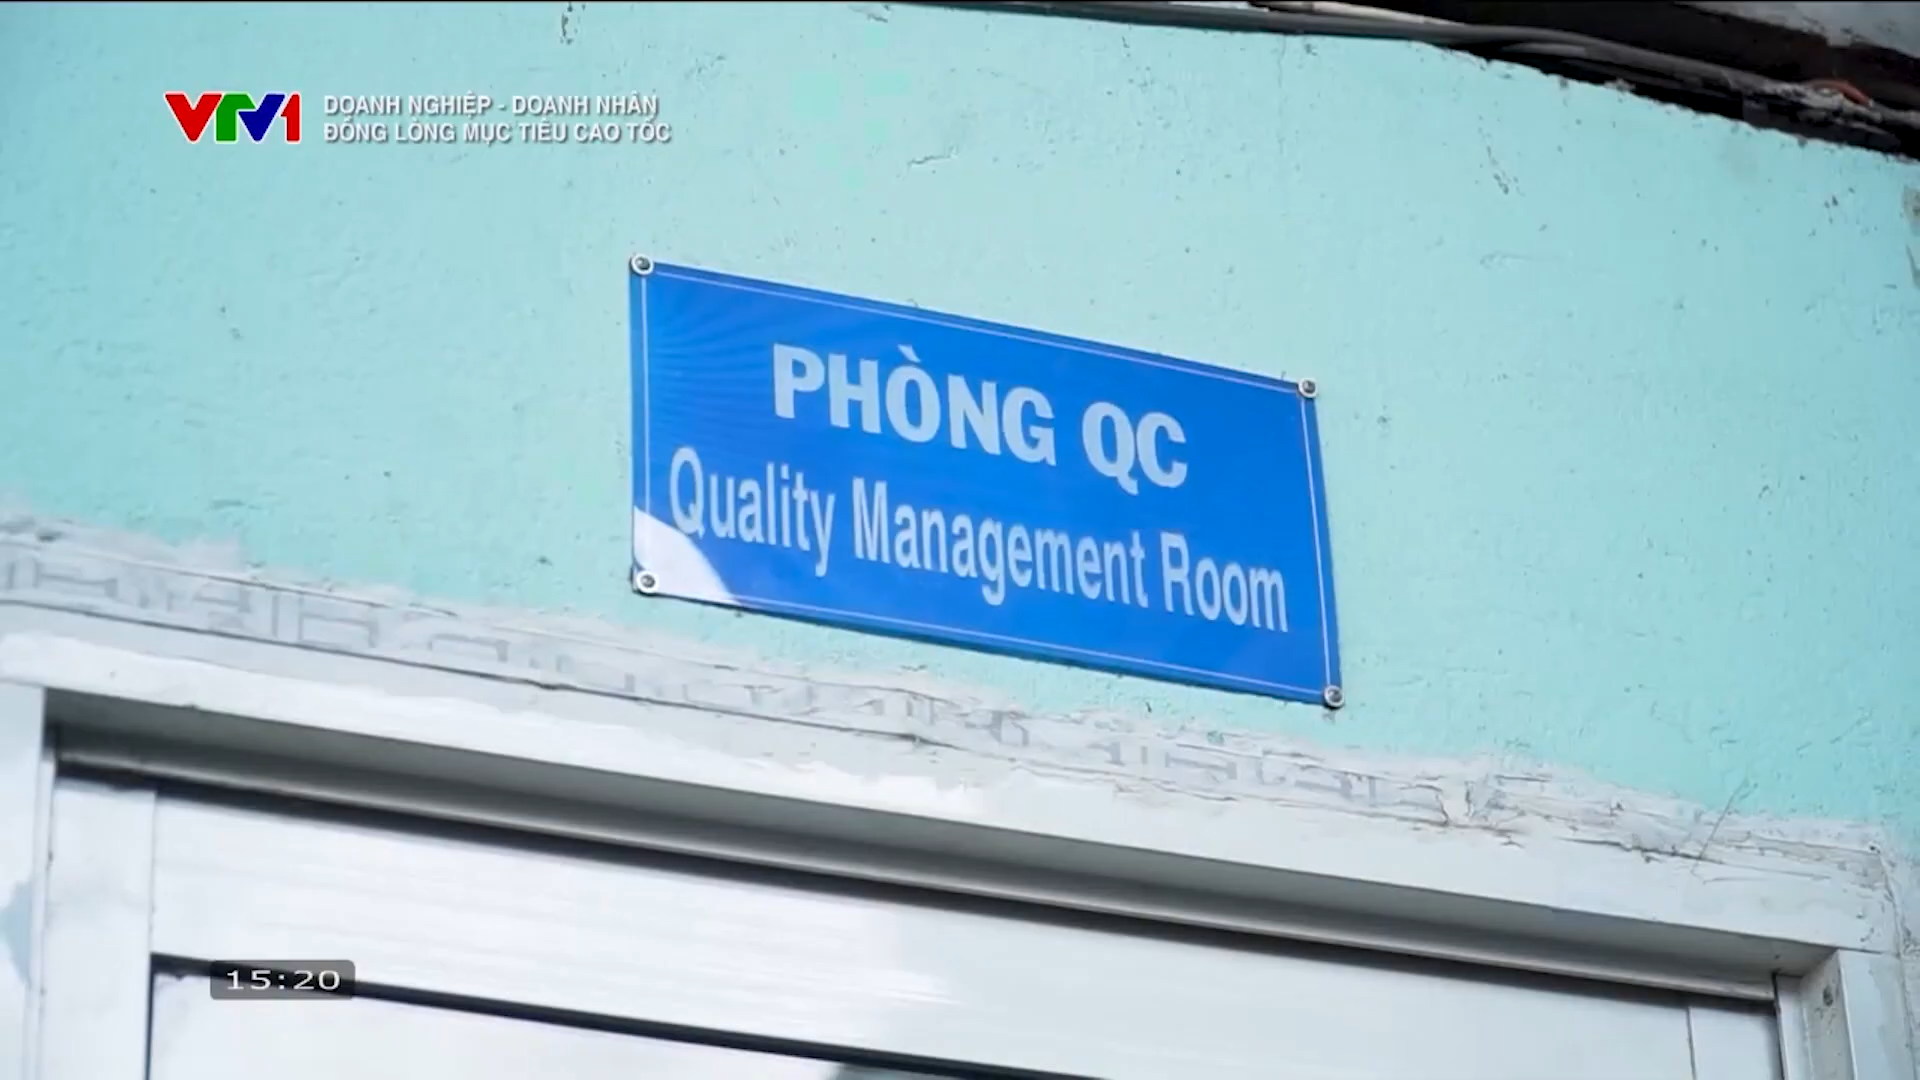 VTV1
DOANH NGHIỆP - DOANH NHÂN
ĐỒNG LÒNG MỤC TIÊU CAO TỐC
PHÒNG QC
Quality Management Room
15:20